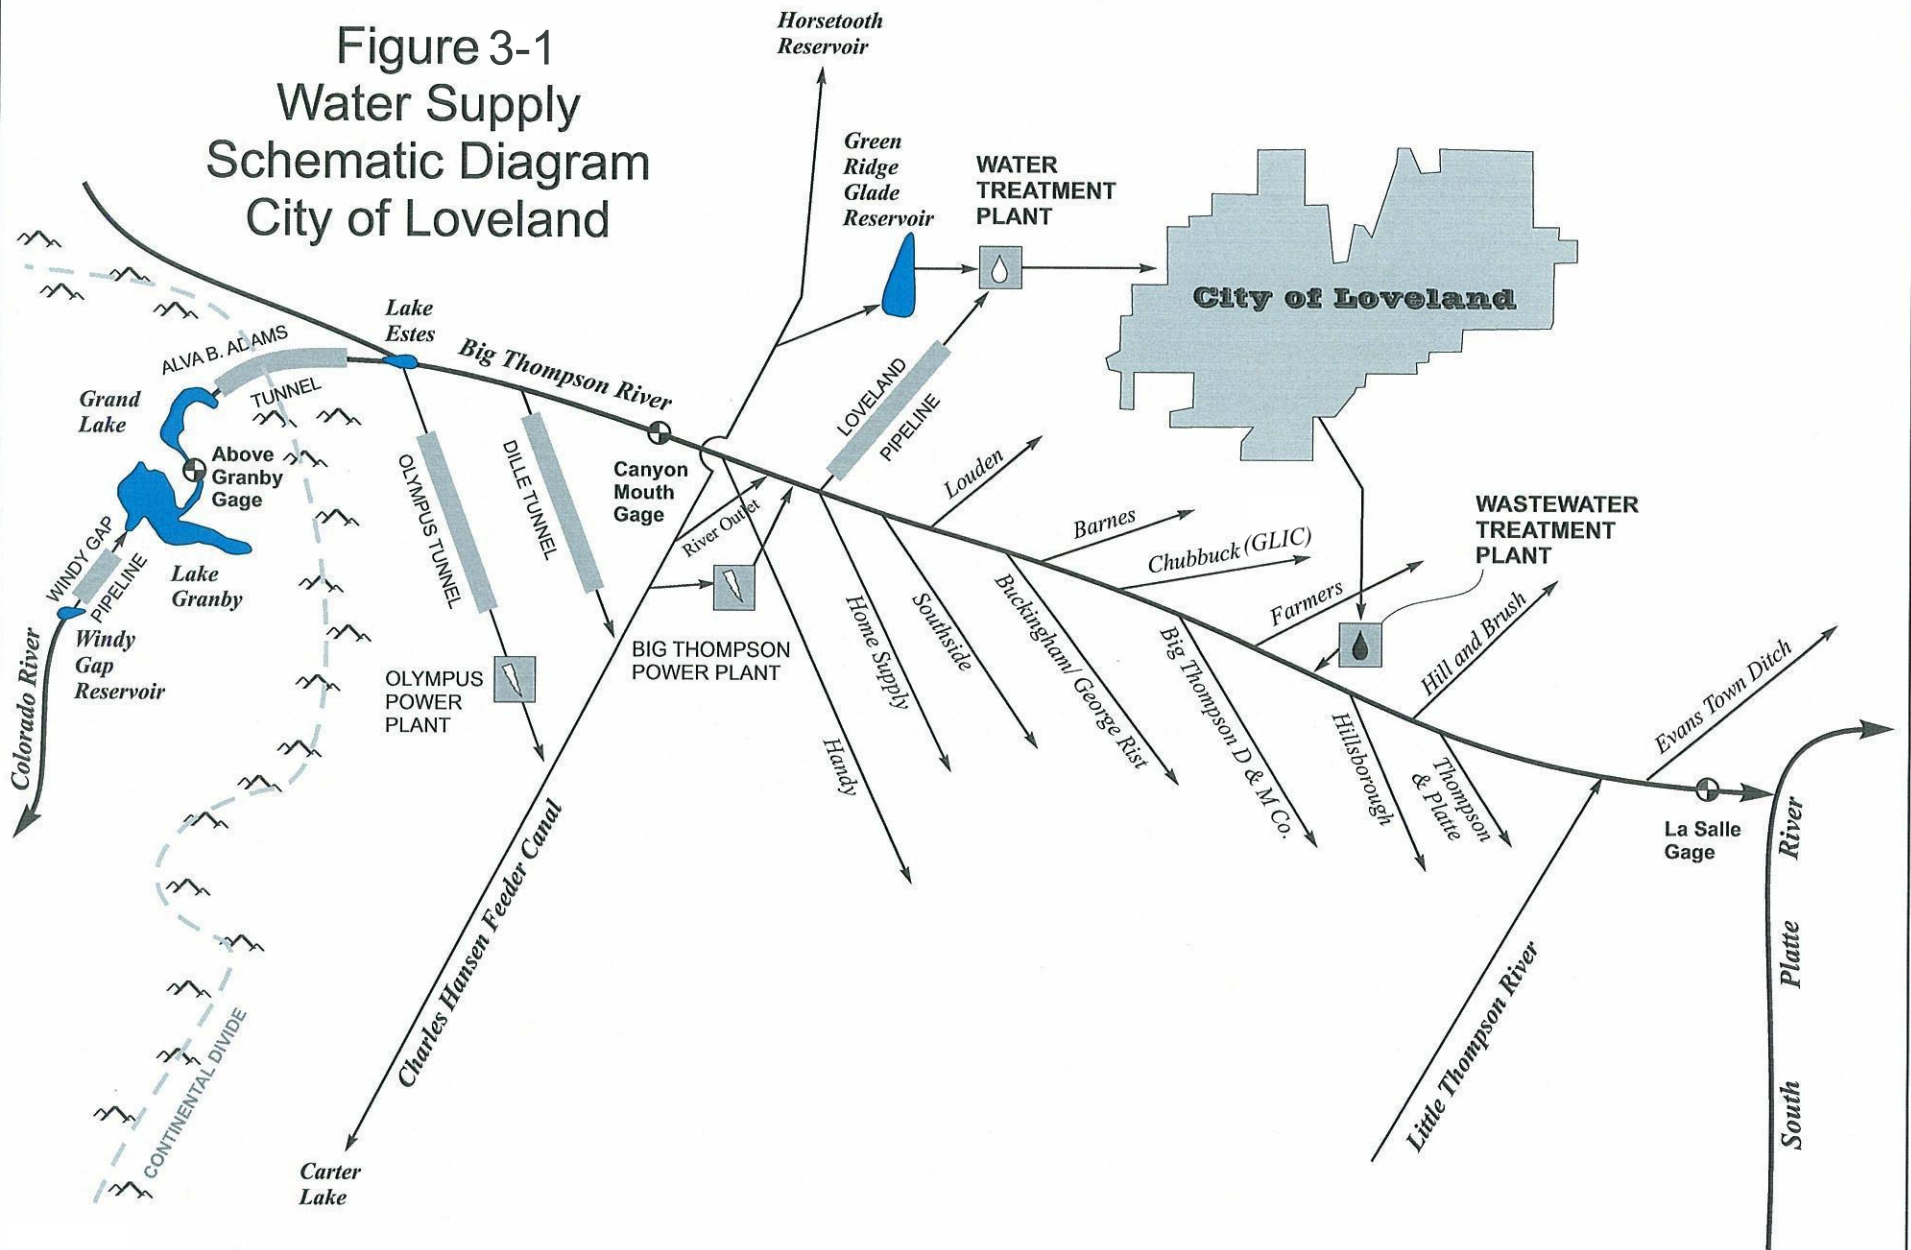 Figure 3-1
Water Supply
Schematic Diagram
City of Loveland
Horsetooth
Reservoir
Green
Ridge
Glade
Reservoir
WATER
TREATMENT
PLANT
City of Loveland
Lake
Estes
ALVA B. ADAMS
TUNNEL
Big Thompson River
Grand
Lake
Above
Granby
Gage
LOVELAND
PIPELINE
OLYMPUS TUNNEL
DILLE TUNNEL
Canyon
Mouth
Gage
River Outlet
Louden
Barnes
Chubbuck (GLIC)
Farmers
WASTEWATER
TREATMENT
PLANT
WINDY GAP
PIPELINE
Lake
Granby
Windy
Gap
Reservoir
Colorado River
OLYMPUS
POWER
PLANT
BIG THOMPSON
POWER PLANT
Handy
Home Supply
Southside
Buckingham/ George Rist
Big Thompson D & M Co.
Hill and Brush
Hillsborough
Thompson
& Platte
Evans Town Ditch
La Salle
Gage
Charles Hansen Feeder Canal
Little Thompson River
South Platte River
CONTINENTAL DIVIDE
Carter
Lake